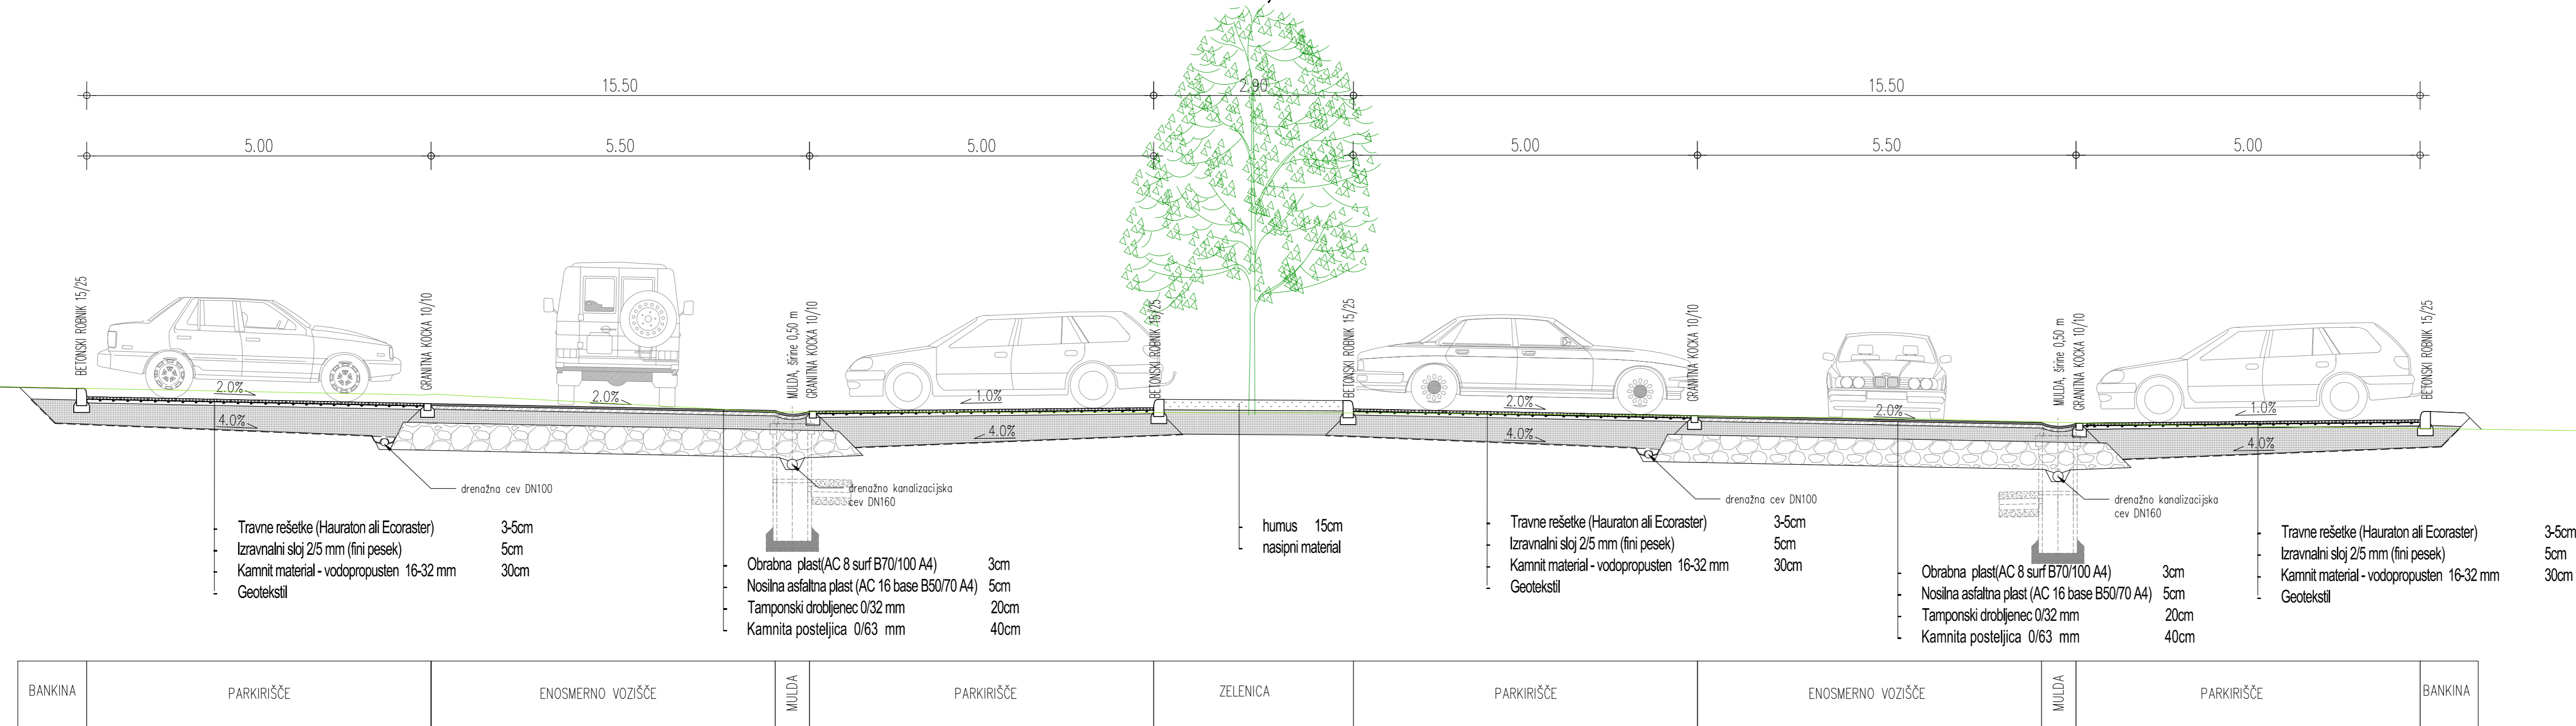 15.50
2.90
15.50
5.00
5.50
5.00
5.00
5.50
5.00
BETONSKI ROBNIK 15/25
GRANITNA KOCKA 10/10
MULDA, širine 0,50 m
GRANITNA KOCKA 10/10
BETONSKI ROBNIK 15/25
BETONSKI ROBNIK 15/25
GRANITNA KOCKA 10/10
MULDA, širine 0,50 m
GRANITNA KOCKA 10/10
BETONSKI ROBNIK 15/25
2.0%
2.0%
1.0%
2.0%
2.0%
1.0%
4.0%
4.0%
4.0%
4.0%
drenažna cev DN100
drenažno kanalizacijska
cev DN160
drenažna cev DN100
drenažno kanalizacijska
cev DN160
Travne rešetke (Hauraton ali Ecoraster) 3-5cm
Izravnalni sloj 2/5 mm (fini pesek) 5cm
Kamnit material - vodopropusten 16-32 mm 30cm
Geotekstil
Obrabna plast(AC 8 surf B70/100 A4) 3cm
Nosilna asfaltna plast (AC 16 base B50/70 A4) 5cm
Tamponski drobljenec 0/32 mm 20cm
Kamnita posteljica 0/63 mm 40cm
humus 15cm
nasipni material
Travne rešetke (Hauraton ali Ecoraster) 3-5cm
Izravnalni sloj 2/5 mm (fini pesek) 5cm
Kamnit material - vodopropusten 16-32 mm 30cm
Geotekstil
Obrabna plast(AC 8 surf B70/100 A4) 3cm
Nosilna asfaltna plast (AC 16 base B50/70 A4) 5cm
Tamponski drobljenec 0/32 mm 20cm
Kamnita posteljica 0/63 mm 40cm
Travne rešetke (Hauraton ali Ecoraster) 3-5cm
Izravnalni sloj 2/5 mm (fini pesek) 5cm
Kamnit material - vodopropusten 16-32 mm 30cm
Geotekstil
BANKINA
PARKIRIŠČE
ENOSMERNO VOZIŠČE
MULDA
PARKIRIŠČE
ZELENICA
PARKIRIŠČE
ENOSMERNO VOZIŠČE
MULDA
PARKIRIŠČE
BANKINA